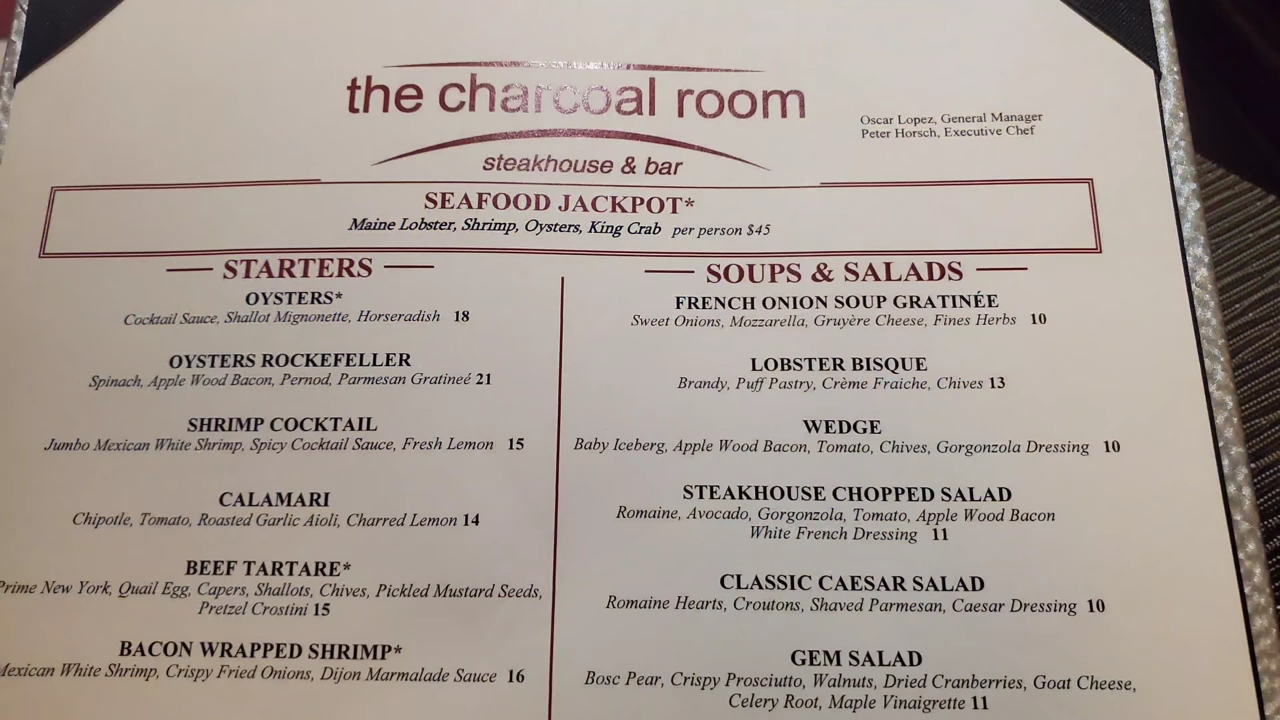 the charcoal room
steakhouse & bar
Oscar Lopez, General Manager
Peter Horsch, Executive Chef
SEAFOOD JACKPOT*
Maine Lobster, Shrimp, Oysters, King Crab per person $45
STARTERS
OYSTERS*
Cocktail Sauce, Shallot Mignonette, Horseradish 18
OYSTERS ROCKEFELLER
Spinach, Apple Wood Bacon, Pernod, Parmesan Gratineé 21
SHRIMP COCKTAIL
Jumbo Mexican White Shrimp, Spicy Cocktail Sauce, Fresh Lemon 15
CALAMARI
Chipotle, Tomato, Roasted Garlic Aioli, Charred Lemon 14
BEEF TARTARE*
Prime New York, Quail Egg, Capers, Shallots, Chives, Pickled Mustard Seeds,
Pretzel Crostini 15
BACON WRAPPED SHRIMP*
Mexican White Shrimp, Crispy Fried Onions, Dijon Marmalade Sauce 16
SOUPS & SALADS
FRENCH ONION SOUP GRATINÉE
Sweet Onions, Mozzarella, Gruyère Cheese, Fines Herbs 10
LOBSTER BISQUE
Brandy, Puff Pastry, Crème Fraiche, Chives 13
WEDGE
Baby Iceberg, Apple Wood Bacon, Tomato, Chives, Gorgonzola Dressing 10
STEAKHOUSE CHOPPED SALAD
Romaine, Avocado, Gorgonzola, Tomato, Apple Wood Bacon
White French Dressing 11
CLASSIC CAESAR SALAD
Romaine Hearts, Croutons, Shaved Parmesan, Caesar Dressing 10
GEM SALAD
Bosc Pear, Crispy Prosciutto, Walnuts, Dried Cranberries, Goat Cheese,
Celery Root, Maple Vinaigrette 11